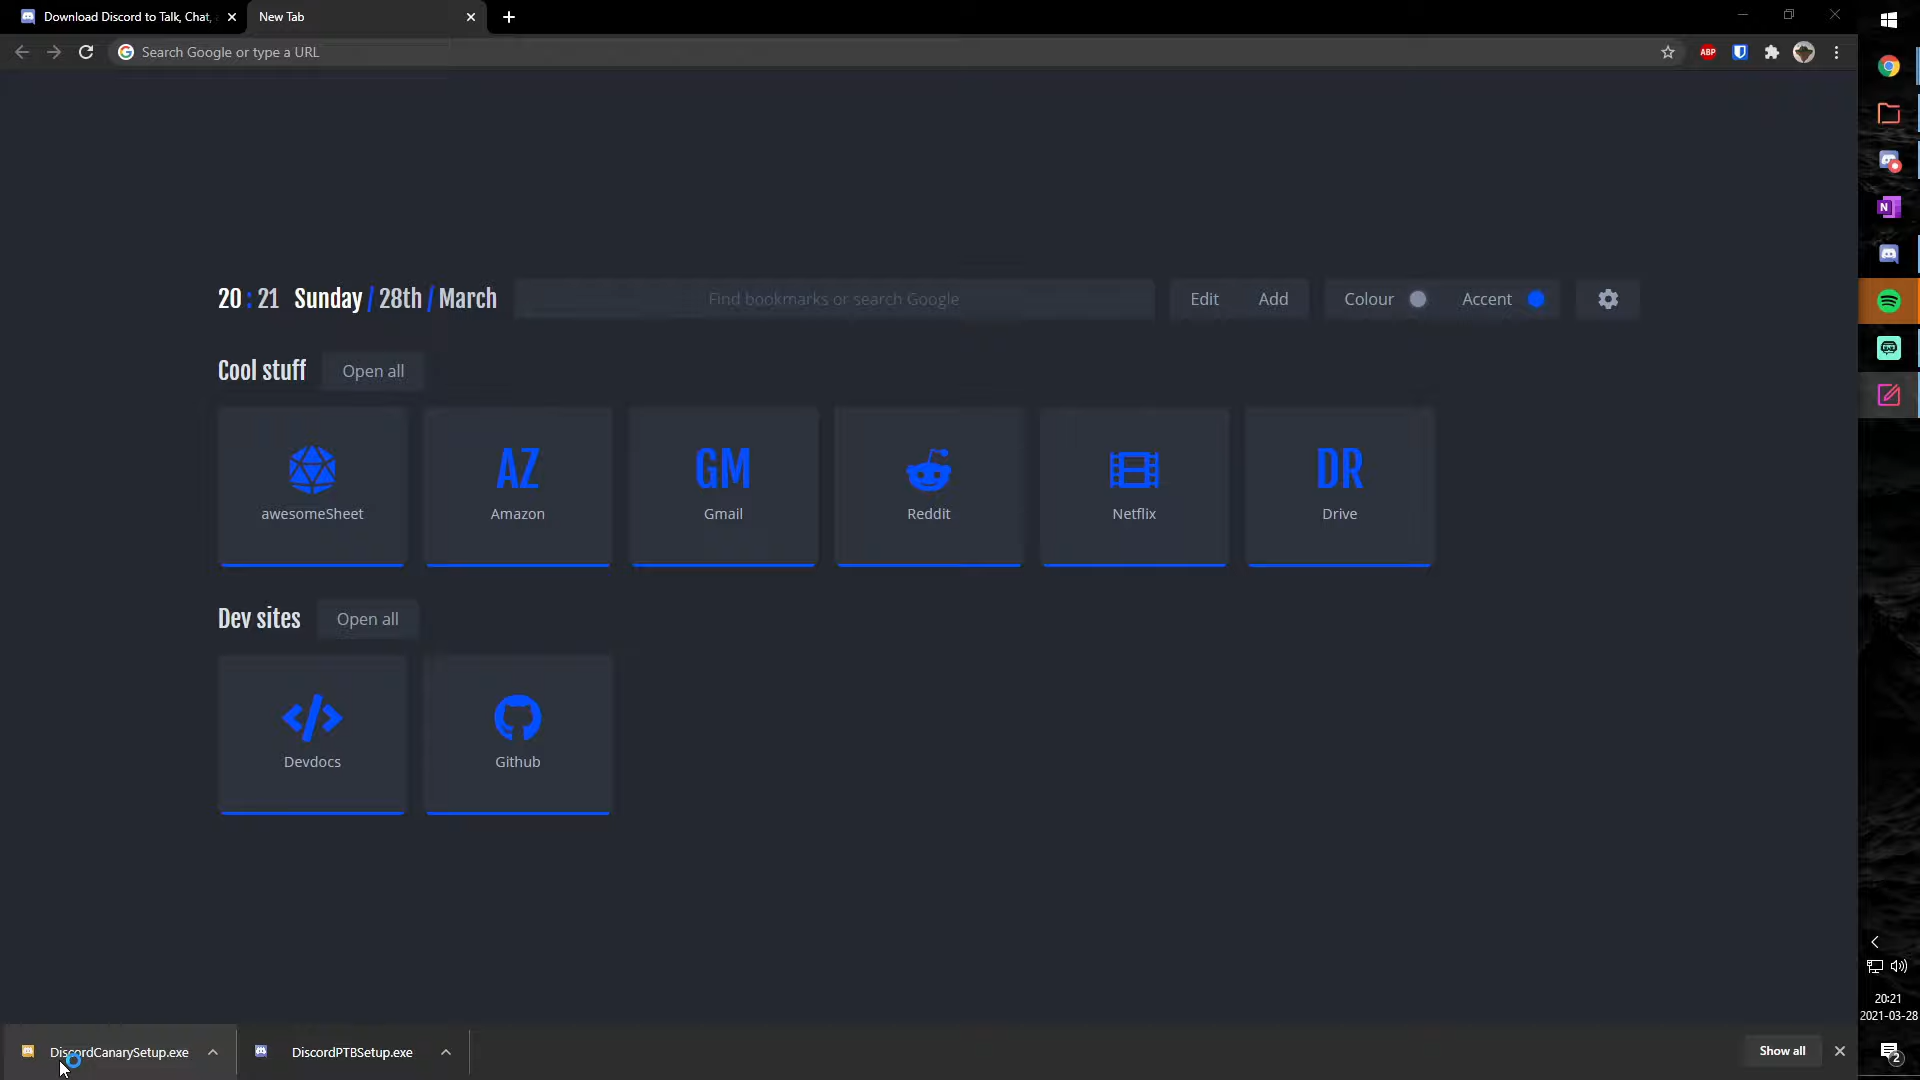 Download Discord to Talk, Chat,
New Tab
Search Google or type a URL
ABP
N
20:21 Sunday / 28th / March
Find bookmarks or search Google
Edit
Add
Colour
Accent
Cool stuff
Open all
awesomeSheet
AZ
Amazon
GM
Gmail
Reddit
Netflix
DR
Drive
Dev sites
Open all
</>
Devdocs
Github
20:21
2021-03-28
DiscordCanarySetup.exe
DiscordPTBSetup.exe
Show all
2